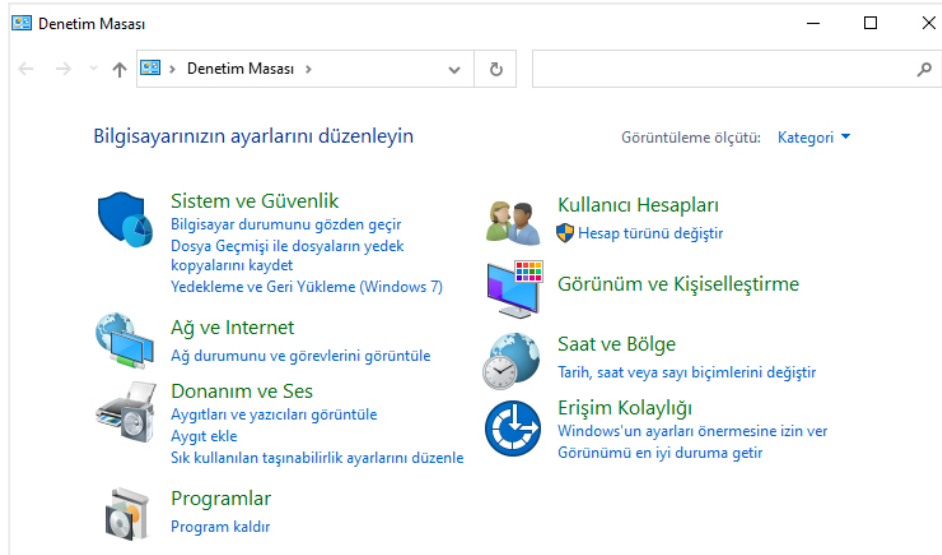 Denetim Masası
Denetim Masası
Bilgisayarınızın ayarlarını düzenleyin
Görüntüleme ölçütü: Kategori
Sistem ve Güvenlik
Bilgisayar durumunu gözden geçir
Dosya Geçmişi ile dosyaların yedek
kopyalarını kaydet
Yedekleme ve Geri Yükleme (Windows 7)
Ağ ve Internet
Ağ durumunu ve görevlerini görüntüle
Donanım ve Ses
Aygıtları ve yazıcıları görüntüle
Aygıt ekle
Sık kullanılan taşınabilirlik ayarlarını düzenle
Programlar
Program kaldır
Kullanıcı Hesapları
Hesap türünü değiştir
Görünüm ve Kişiselleştirme
Saat ve Bölge
Tarih, saat veya sayı biçimlerini değiştir
Erişim Kolaylığı
Windows'un ayarları önermesine izin ver
Görünümü en iyi duruma getir